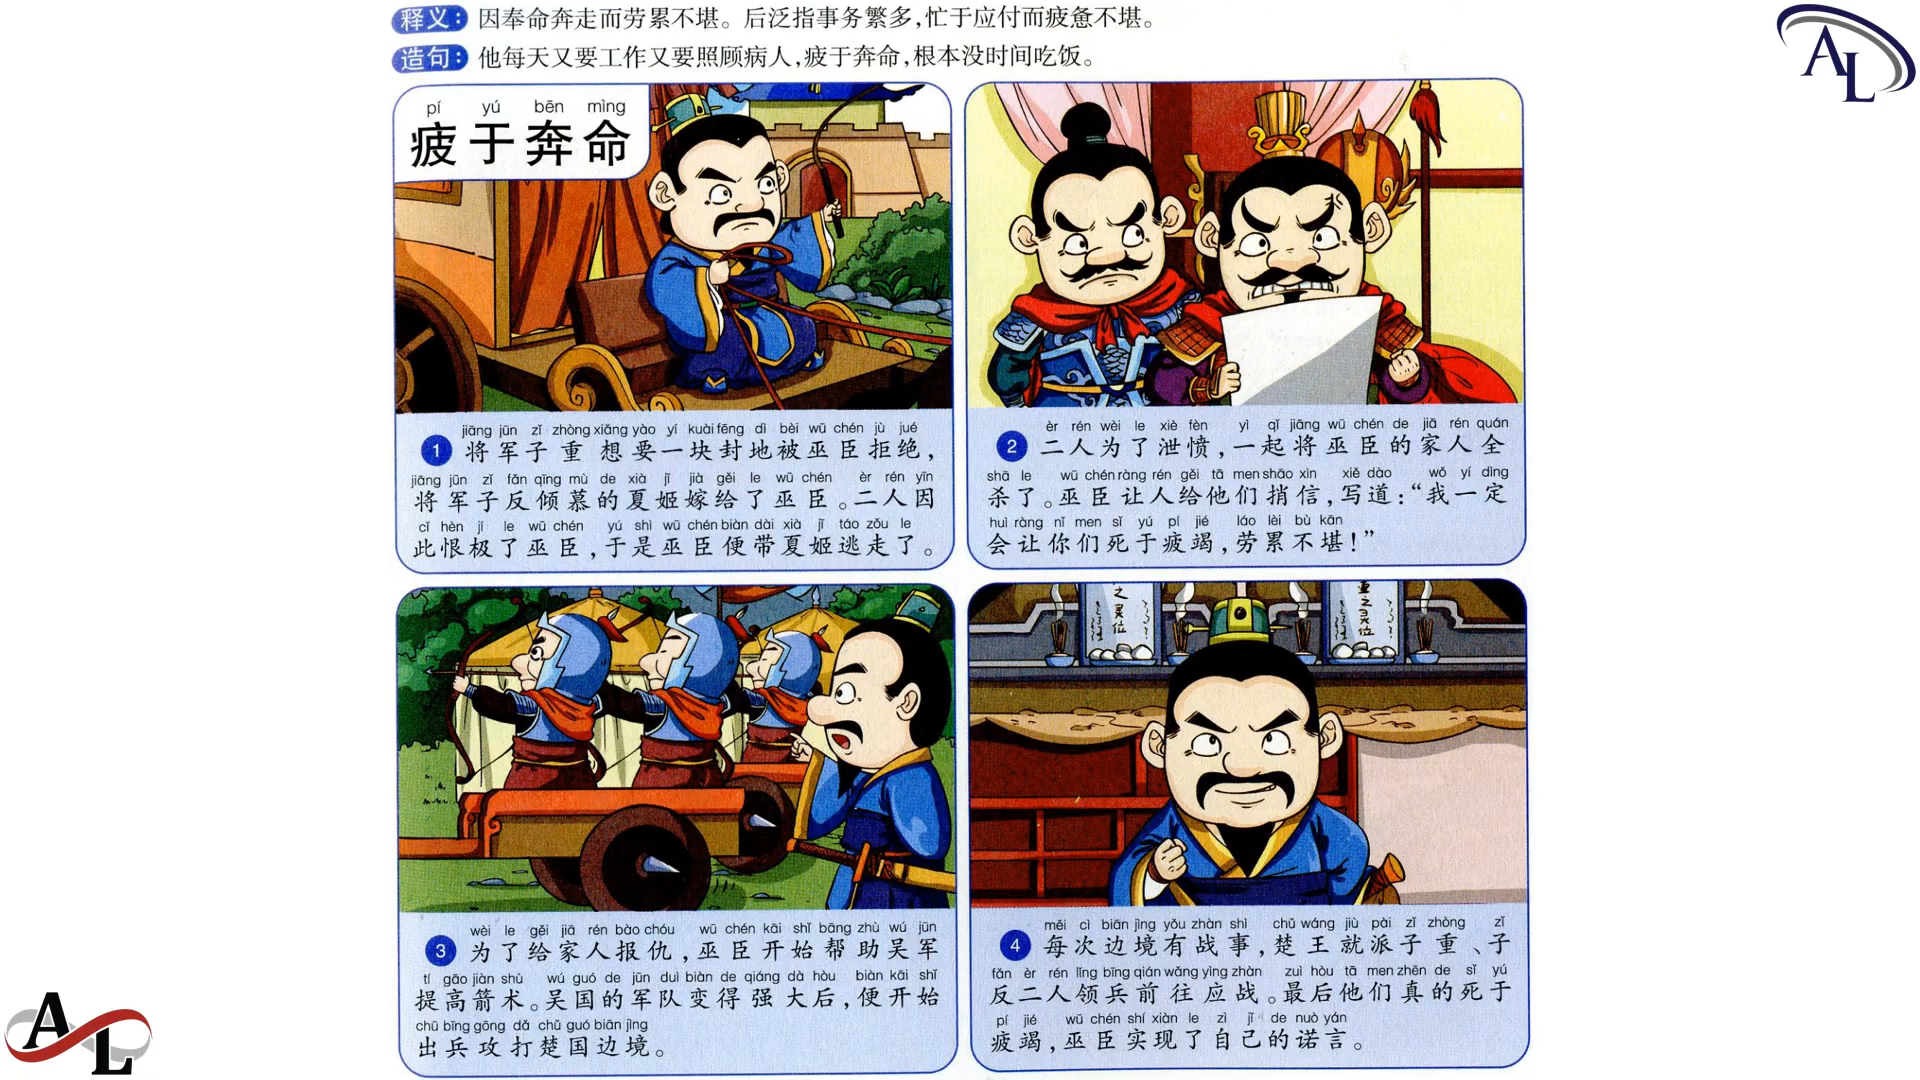 释义： 因奉命奔走而劳累不堪。后泛指事务繁多，忙于应付而疲惫不堪。
造句： 他每天又要工作又要照顾病人，疲于奔命，根本没时间吃饭。
AL
pí yú bēn mìng
疲于奔命
jiāng jūn zǐ zhòng xiǎng yào yí kuài fēng dì bèi wū chén jù jué
1 将军子重想要一块封地被巫臣拒绝，
jiāng jūn zǐ fǎn qīng mù de xià jī jià gěi le wū chén èr rén yīn
将军子反倾慕的夏姬嫁给了巫臣。二人因
cǐ hèn jí le wū chén yú shì wū chén biàn dài xià jī táo zǒu le
此恨极了巫臣，于是巫臣便带夏姬逃走了。
èr rén wèi le xiè fèn yì qǐ jiāng wū chén de jiā rén quán
2 二人为了泄愤，一起将巫臣的家人全
shā le wū chén ràng rén gěi tā men shāo xìn xiě dào wǒ yí dìng
杀了。巫臣让人给他们捎信，写道：“我一定
huì ràng nǐ men sǐ yú pí jié láo lèi bù kān
会让你们死于疲竭，劳累不堪！”
之灵位
重之灵位
wèi le gěi jiā rén bào chóu wū chén kāi shǐ bāng zhù wú jūn
3 为了给家人报仇，巫臣开始帮助吴军
tí gāo jiàn shù wú guó de jūn duì biàn de qiáng dà hòu biàn kāi shǐ
提高箭术。吴国的军队变得强大后，便开始
chū bīng gōng dǎ chǔ guó biān jìng
出兵攻打楚国边境。
měi cì biān jìng yǒu zhàn shì chǔ wáng jiù pài zǐ zhòng zǐ
4 每次边境有战事，楚王就派子重、子
fǎn èr rén lǐng bīng qián wǎng yìng zhàn zuì hòu tā men zhēn de sǐ yú
反二人领兵前往应战。最后他们真的死于
pí jié wū chén shí xiàn le zì jǐ de nuò yán
疲竭，巫臣实现了自己的诺言。
AL